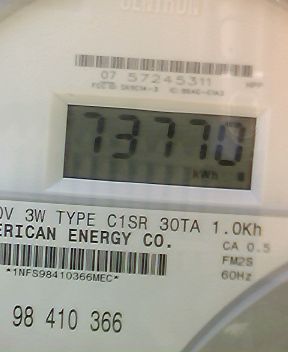 CENTRON
07 57245311
73770
kWh
0V 3W TYPE C1SR 30TA 1.0Kh
ERICAN ENERGY CO.
CA 0.5
FM2S
*1NFS98410366MEC*
60Hz
98 410 366